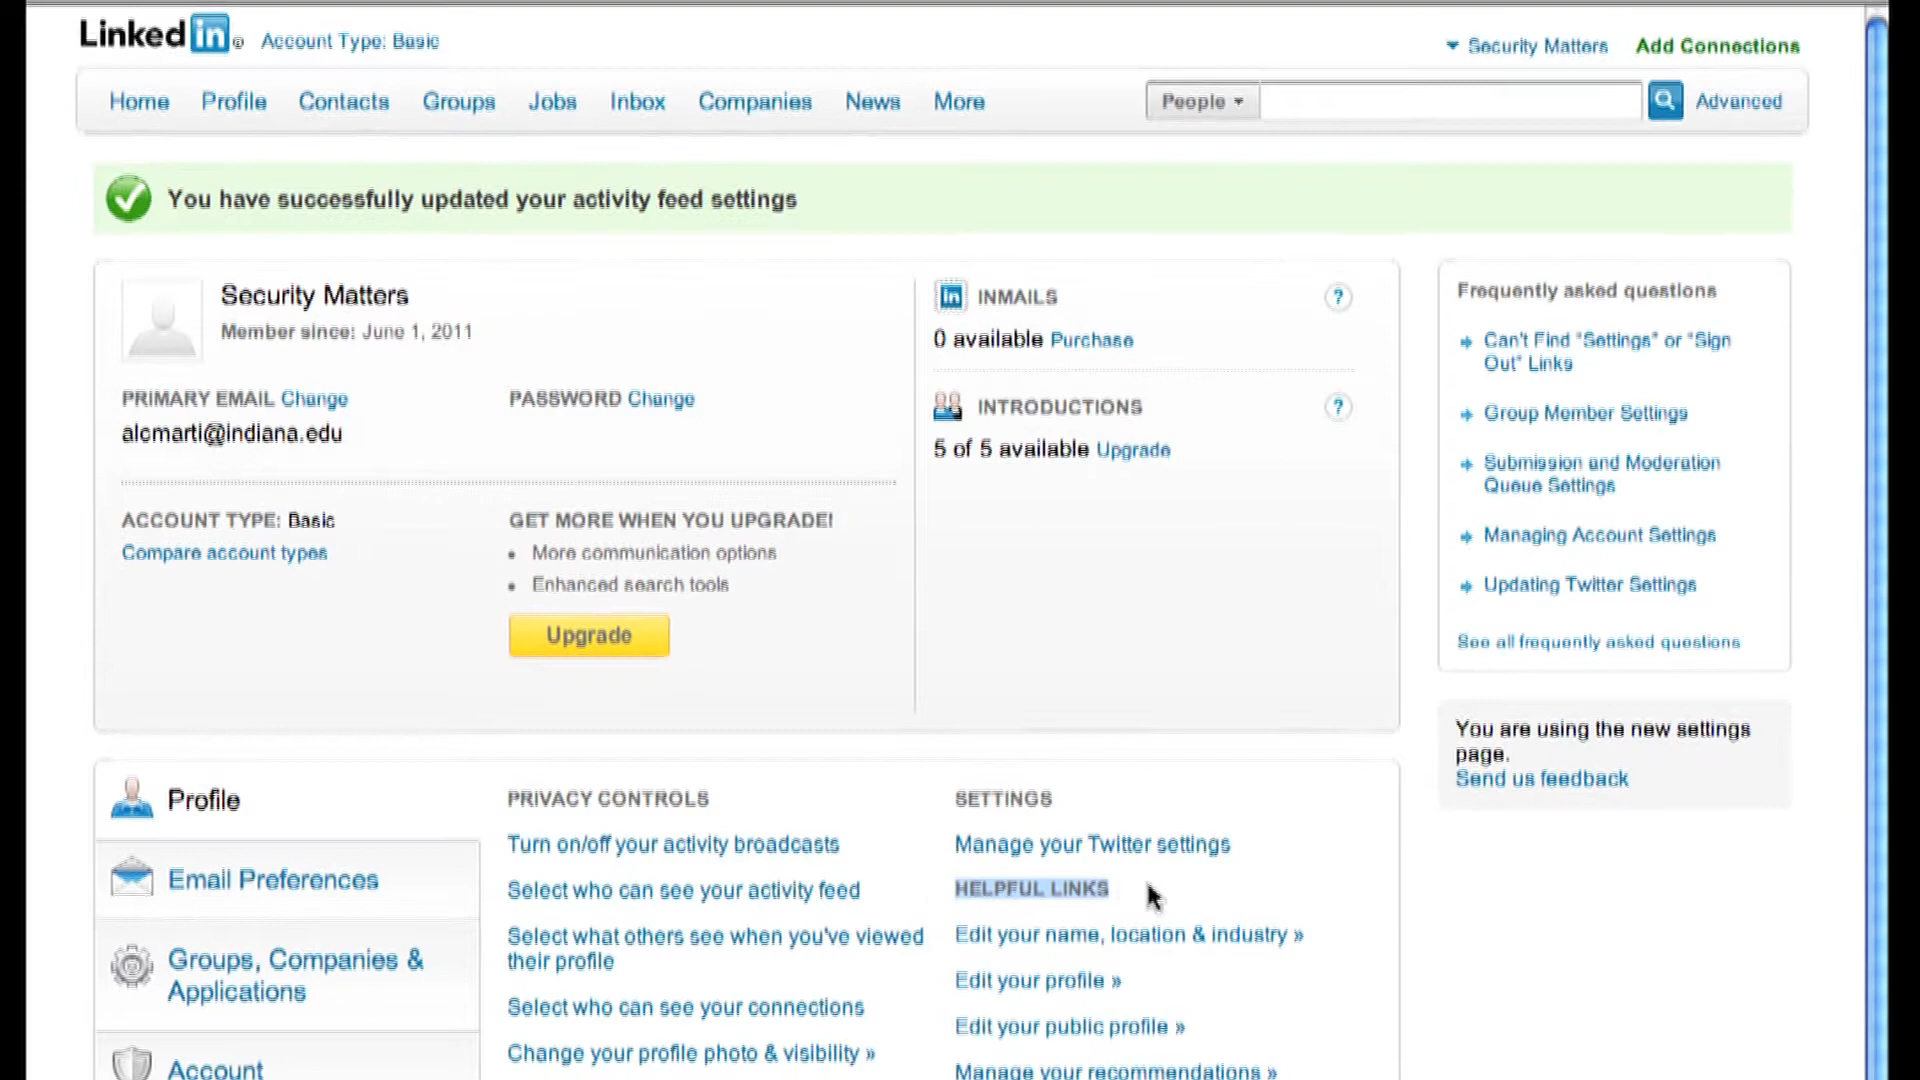 Linked in ® Account Type: Basic
Security Matters Add Connections
Home Profile Contacts Groups Jobs Inbox Companies News More People Advanced
You have successfully updated your activity feed settings
Security Matters
Member since: June 1, 2011
PRIMARY EMAIL Change
alcmarti@indiana.edu
PASSWORD Change
ACCOUNT TYPE: Basic
Compare account types
GET MORE WHEN YOU UPGRADE!
• More communication options
• Enhanced search tools
Upgrade
in INMAILS ?
0 available Purchase
INTRODUCTIONS ?
5 of 5 available Upgrade
Frequently asked questions
Can't Find "Settings" or "Sign
Out" Links
Group Member Settings
Submission and Moderation
Queue Settings
Managing Account Settings
Updating Twitter Settings
See all frequently asked questions
You are using the new settings
page.
Send us feedback
Profile
Email Preferences
Groups, Companies &
Applications
Account
PRIVACY CONTROLS
Turn on/off your activity broadcasts
Select who can see your activity feed
Select what others see when you've viewed
their profile
Select who can see your connections
Change your profile photo & visibility »
SETTINGS
Manage your Twitter settings
HELPFUL LINKS
Edit your name, location & industry »
Edit your profile »
Edit your public profile »
Manage your recommendations »